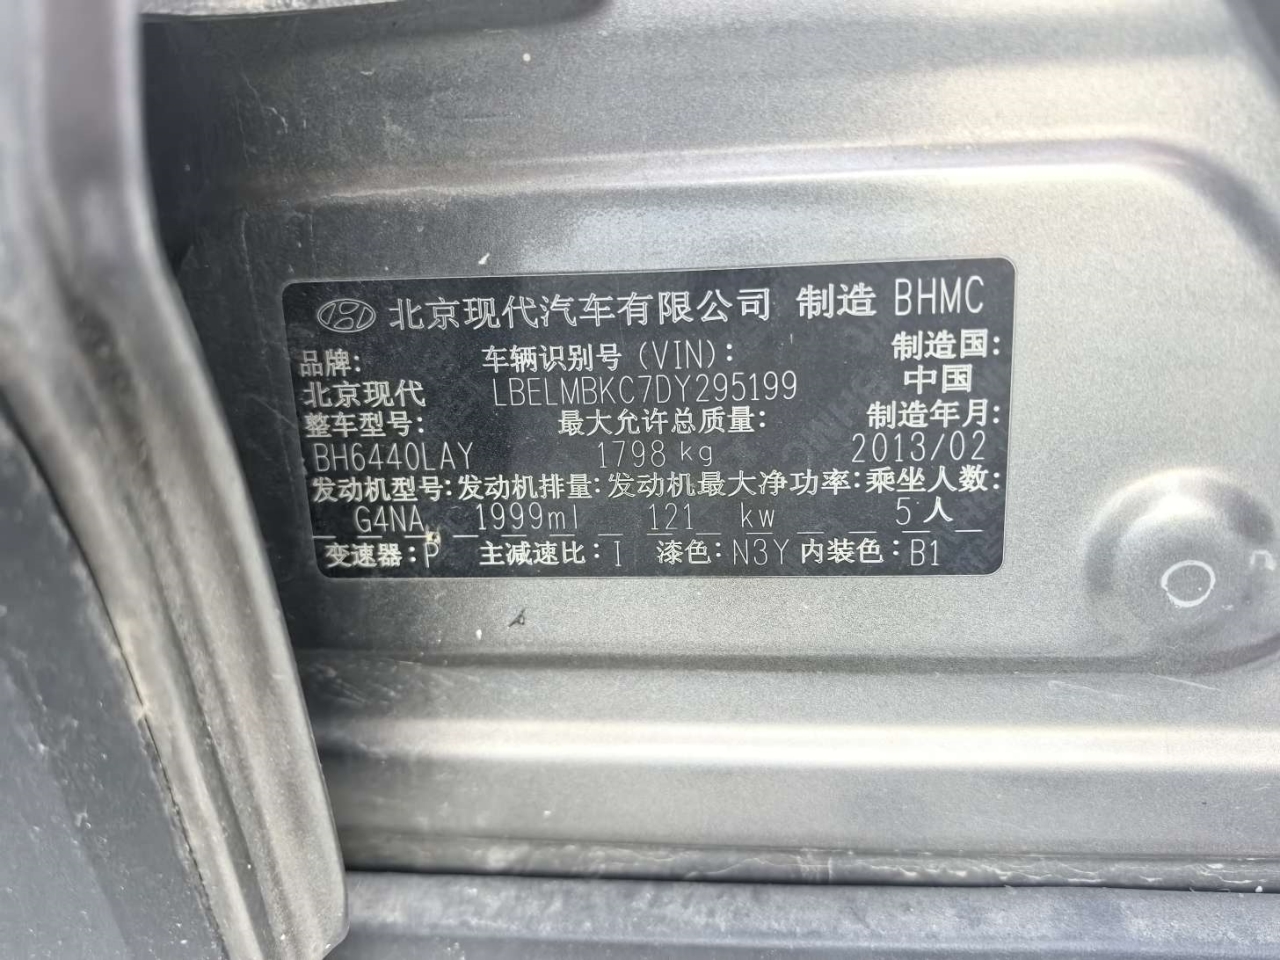 北京现代汽车有限公司 制造 BHMC
品牌: 车辆识别号 (VIN): 制造国:
北京现代 LBELMBKC7DY295199 中国
整车型号: 最大允许总质量: 制造年月:
BH6440LAY 1798 kg 2013/02
发动机型号: 发动机排量: 发动机最大净功率: 乘坐人数:
G4NA 1999ml 121 kw 5 人
变速器: P 主减速比: I 漆色: N3Y 内装色: B1